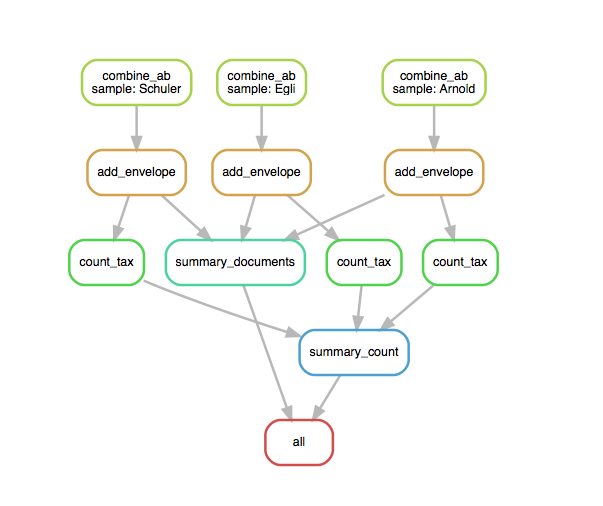 combine_ab
sample: Schuler
combine_ab
sample: Egli
combine_ab
sample: Arnold
add_envelope
add_envelope
add_envelope
count_tax
summary_documents
count_tax
count_tax
summary_count
all